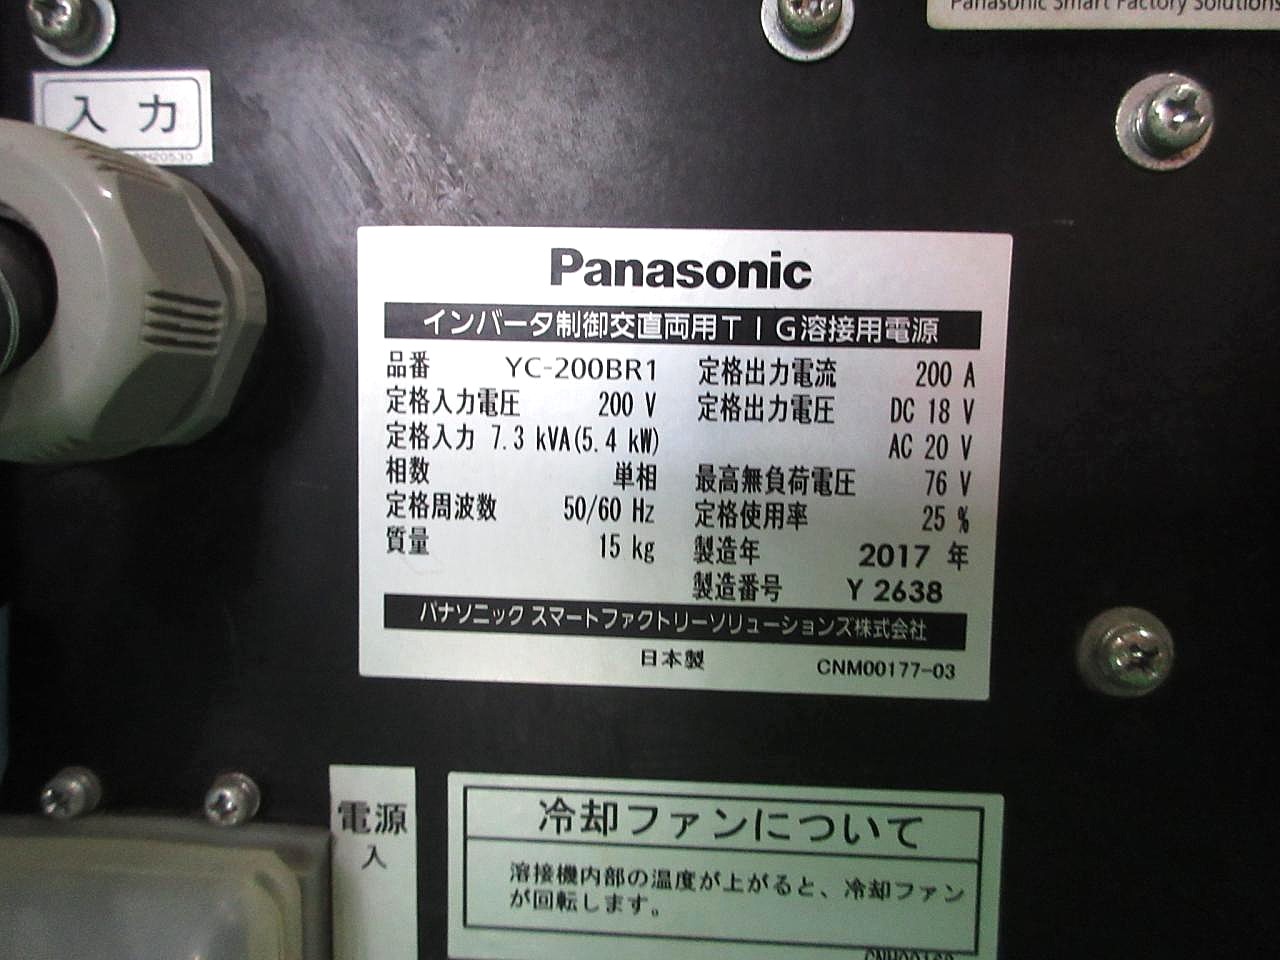 Panasonic Smart Factory Solutions
入力
Panasonic
インバータ制御交直両用TIG溶接用電源
品番 YC-200BR1
定格入力電圧 200 V
定格入力 7.3 kVA(5.4 kW)
相数 単相
定格周波数 50/60 Hz
質量 15 kg
定格出力電流 200 A
定格出力電圧 DC 18 V
AC 20 V
最高無負荷電圧 76 V
定格使用率 25 %
製造年 2017 年
製造番号 Y 2638
パナソニック スマートファクトリーソリューションズ株式会社
日本製 CNM00177-03
電源
入
冷却ファンについて
溶接機内部の温度が上がると、冷却ファン
が回転します。